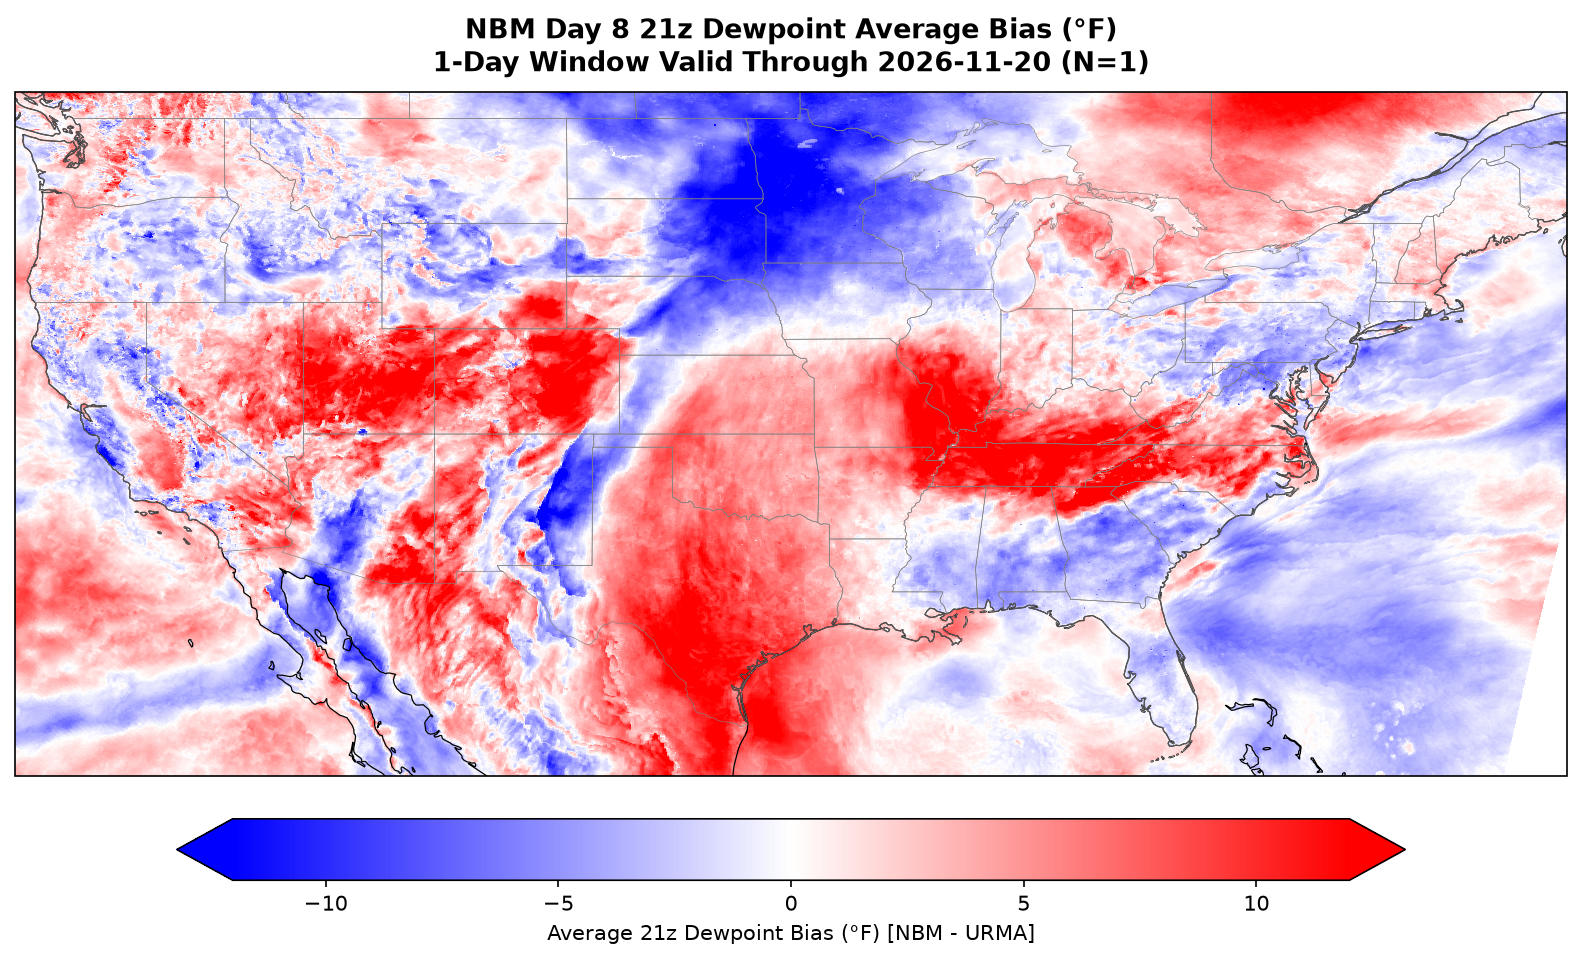 NBM Day 8 21z Dewpoint Average Bias (°F)
1-Day Window Valid Through 2026-11-20 (N=1)
−10 −5 0 5 10
Average 21z Dewpoint Bias (°F) [NBM - URMA]